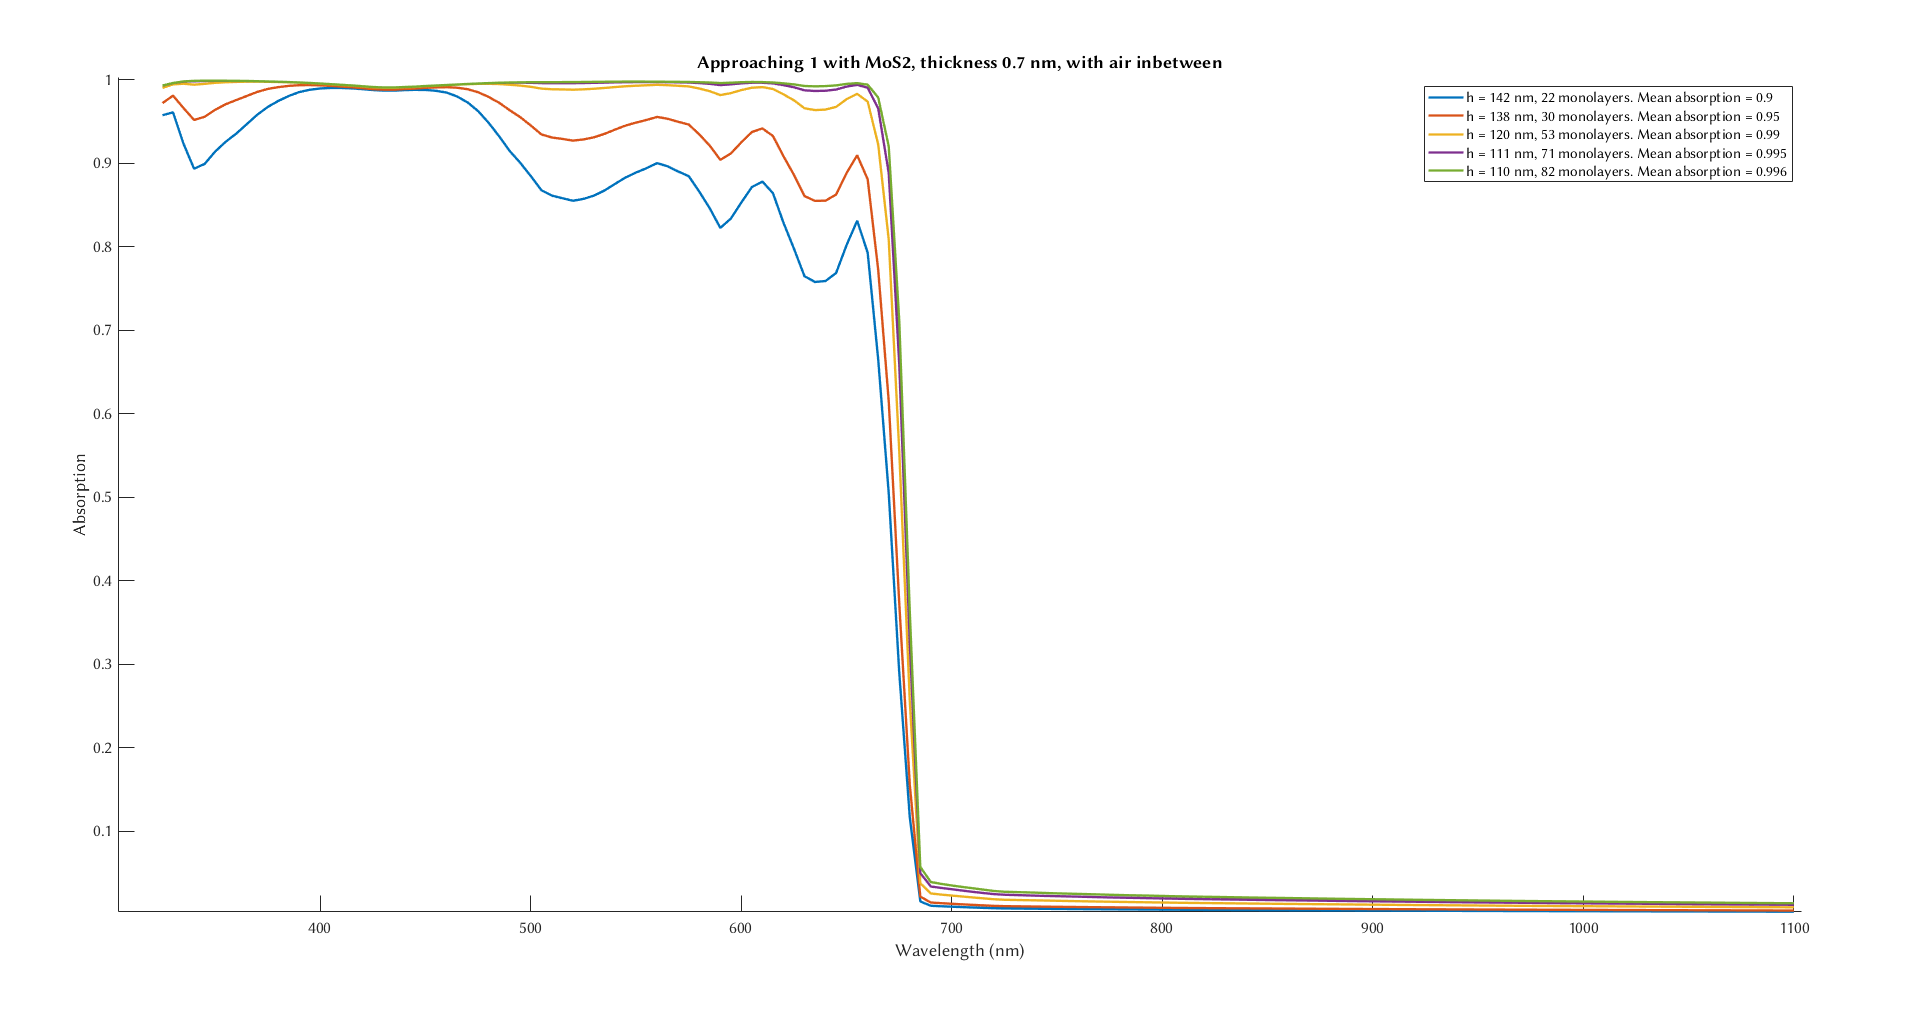 Approaching 1 with MoS2, thickness 0.7 nm, with air inbetween
h = 142 nm, 22 monolayers. Mean absorption = 0.9
h = 138 nm, 30 monolayers. Mean absorption = 0.95
h = 120 nm, 53 monolayers. Mean absorption = 0.99
h = 111 nm, 71 monolayers. Mean absorption = 0.995
h = 110 nm, 82 monolayers. Mean absorption = 0.996
Absorption
1
0.9
0.8
0.7
0.6
0.5
0.4
0.3
0.2
0.1
400 500 600 700 800 900 1000 1100
Wavelength (nm)